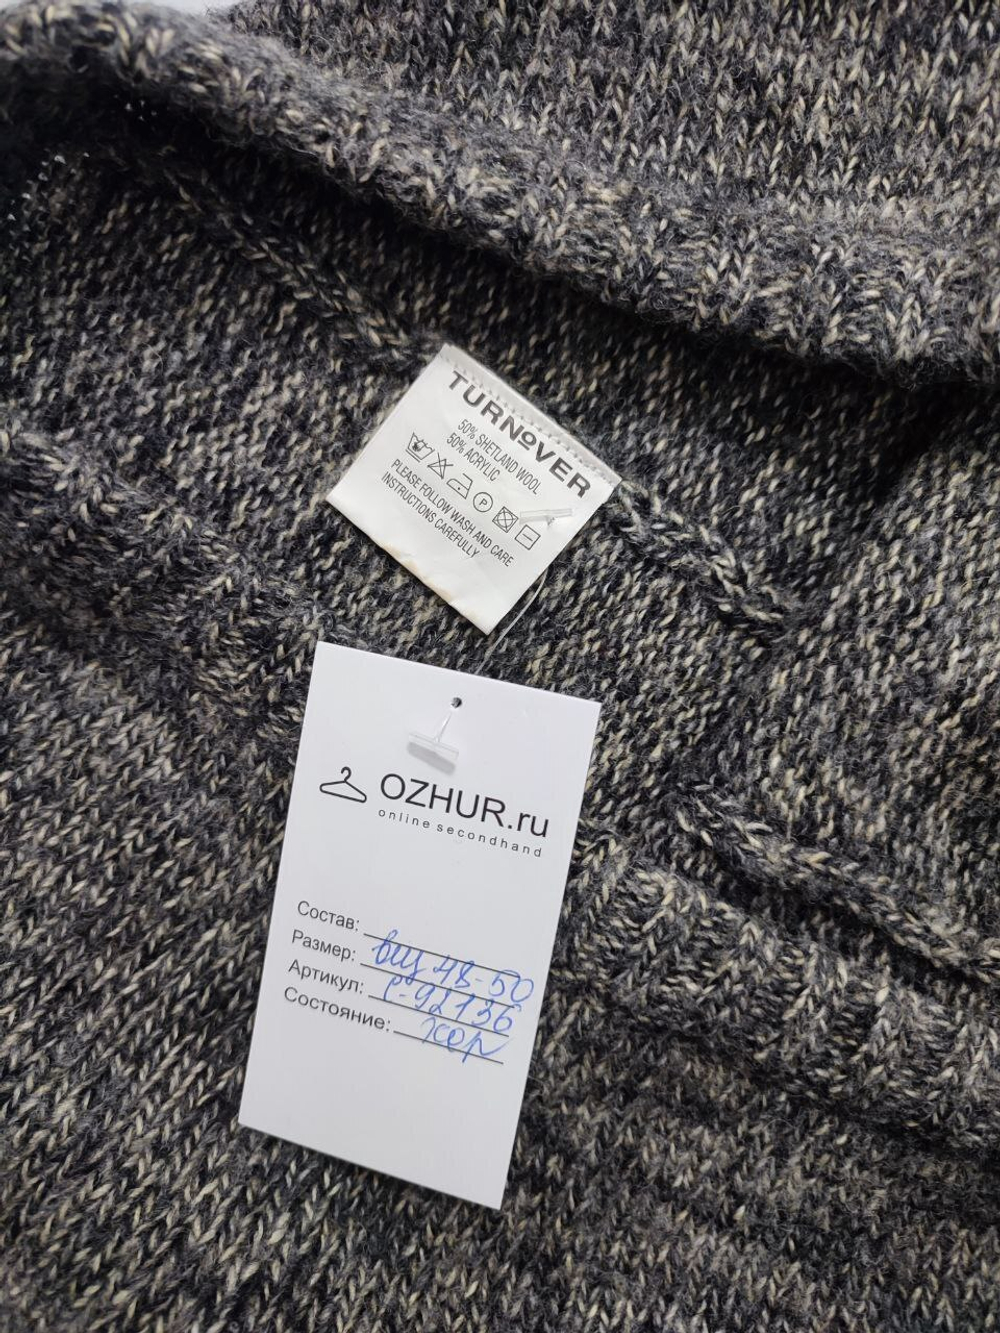 TURNOVER
50% SHETLAND WOOL
50% ACRYLIC
P
PLEASE FOLLOW WASH AND CARE
INSTRUCTIONS CAREFULLY
OZHUR.ru
online secondhand
Состав:
Размер: виз 48-50
Артикул: с-92136
Состояние: хор